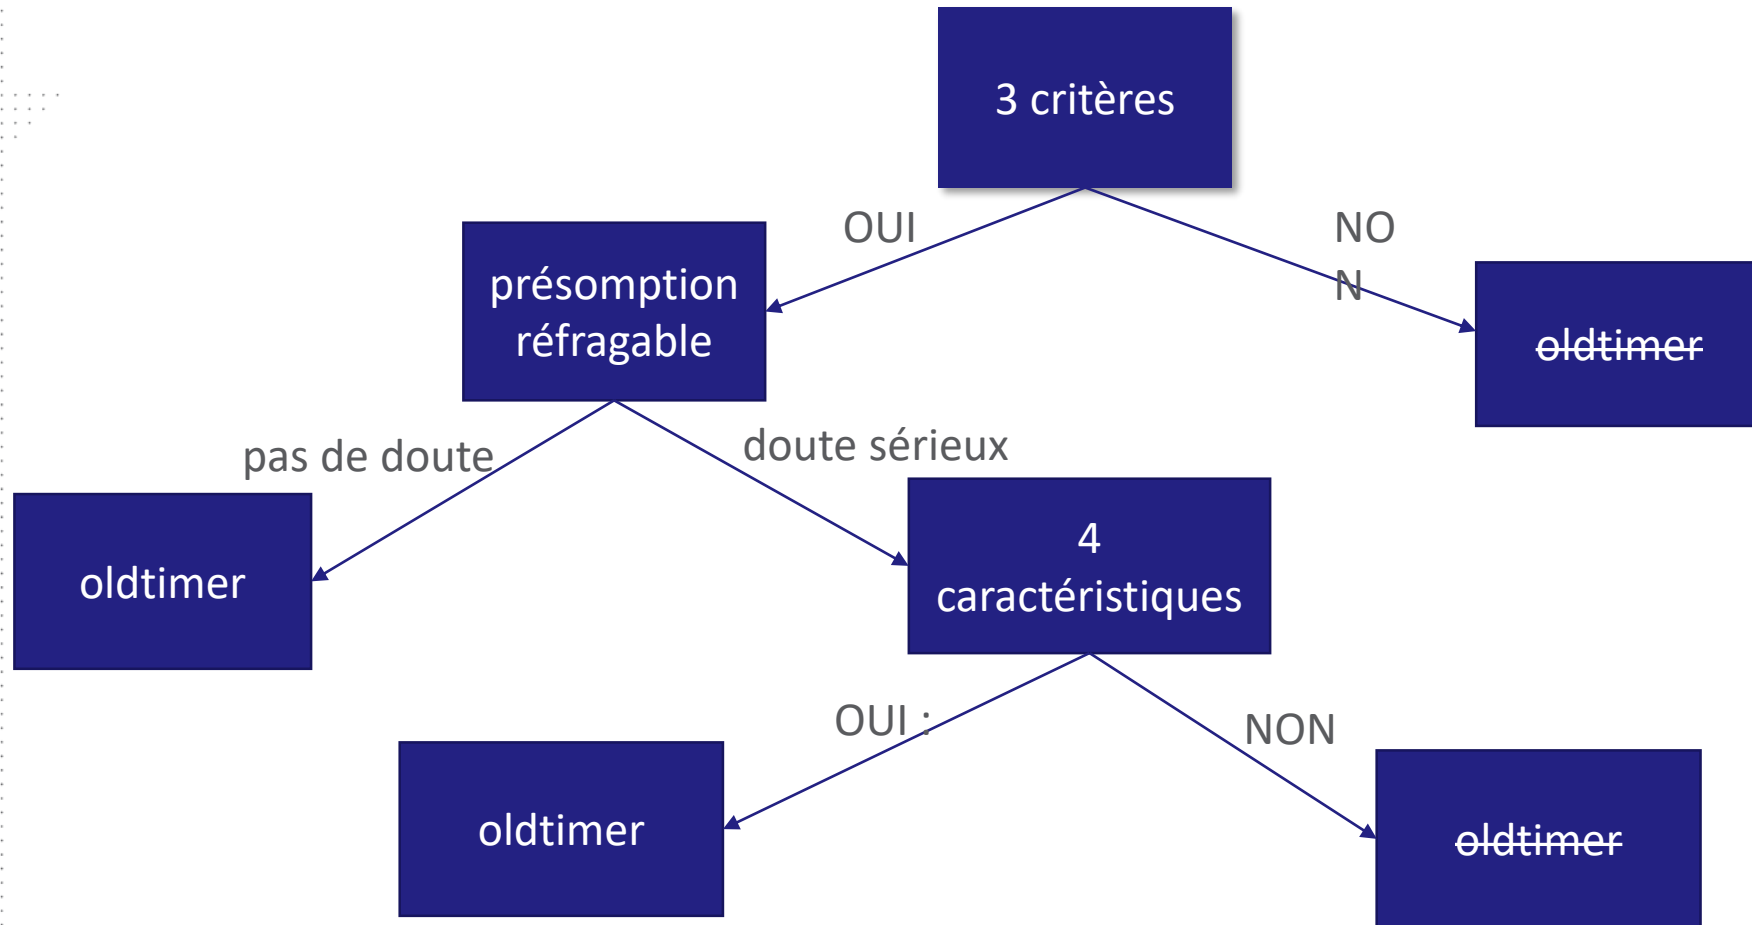 3 critères
OUI
NO
N
présomption
réfragable
~~oldtimer~~
pas de doute
doute sérieux
oldtimer
4
caractéristiques
OUI :
NON
oldtimer
~~oldtimer~~